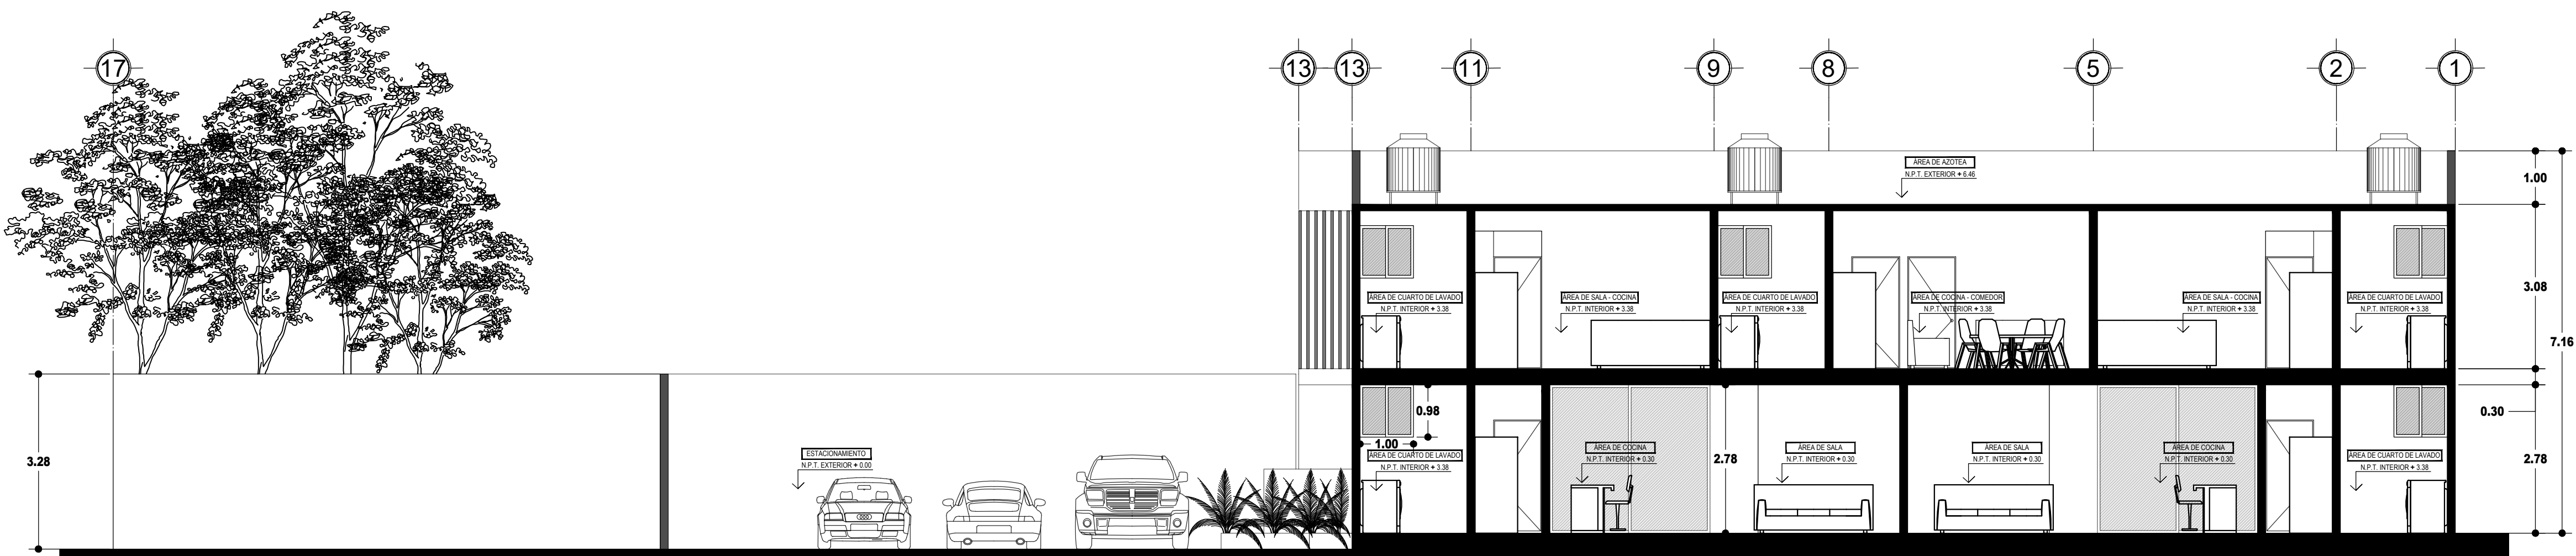 17
13
13
11
9
8
5
2
1
ÁREA DE AZOTEA
N.P.T. EXTERIOR + 6.46
1.00
3.08
7.16
0.30
2.78
ÁREA DE CUARTO DE LAVADO
N.P.T. INTERIOR + 3.38
ÁREA DE SALA - COCINA
N.P.T. INTERIOR + 3.38
ÁREA DE CUARTO DE LAVADO
N.P.T. INTERIOR + 3.38
ÁREA DE COCINA - COMEDOR
N.P.T. INTERIOR + 3.38
ÁREA DE SALA - COCINA
N.P.T. INTERIOR + 3.38
ÁREA DE CUARTO DE LAVADO
N.P.T. INTERIOR + 3.38
3.28
ESTACIONAMIENTO
N.P.T. EXTERIOR + 0.00
0.98
1.00
ÁREA DE CUARTO DE LAVADO
N.P.T. INTERIOR + 3.38
ÁREA DE COCINA
N.P.T. INTERIOR + 0.30
2.78
ÁREA DE SALA
N.P.T. INTERIOR + 0.30
ÁREA DE SALA
N.P.T. INTERIOR + 0.30
ÁREA DE COCINA
N.P.T. INTERIOR + 0.30
ÁREA DE CUARTO DE LAVADO
N.P.T. INTERIOR + 3.38